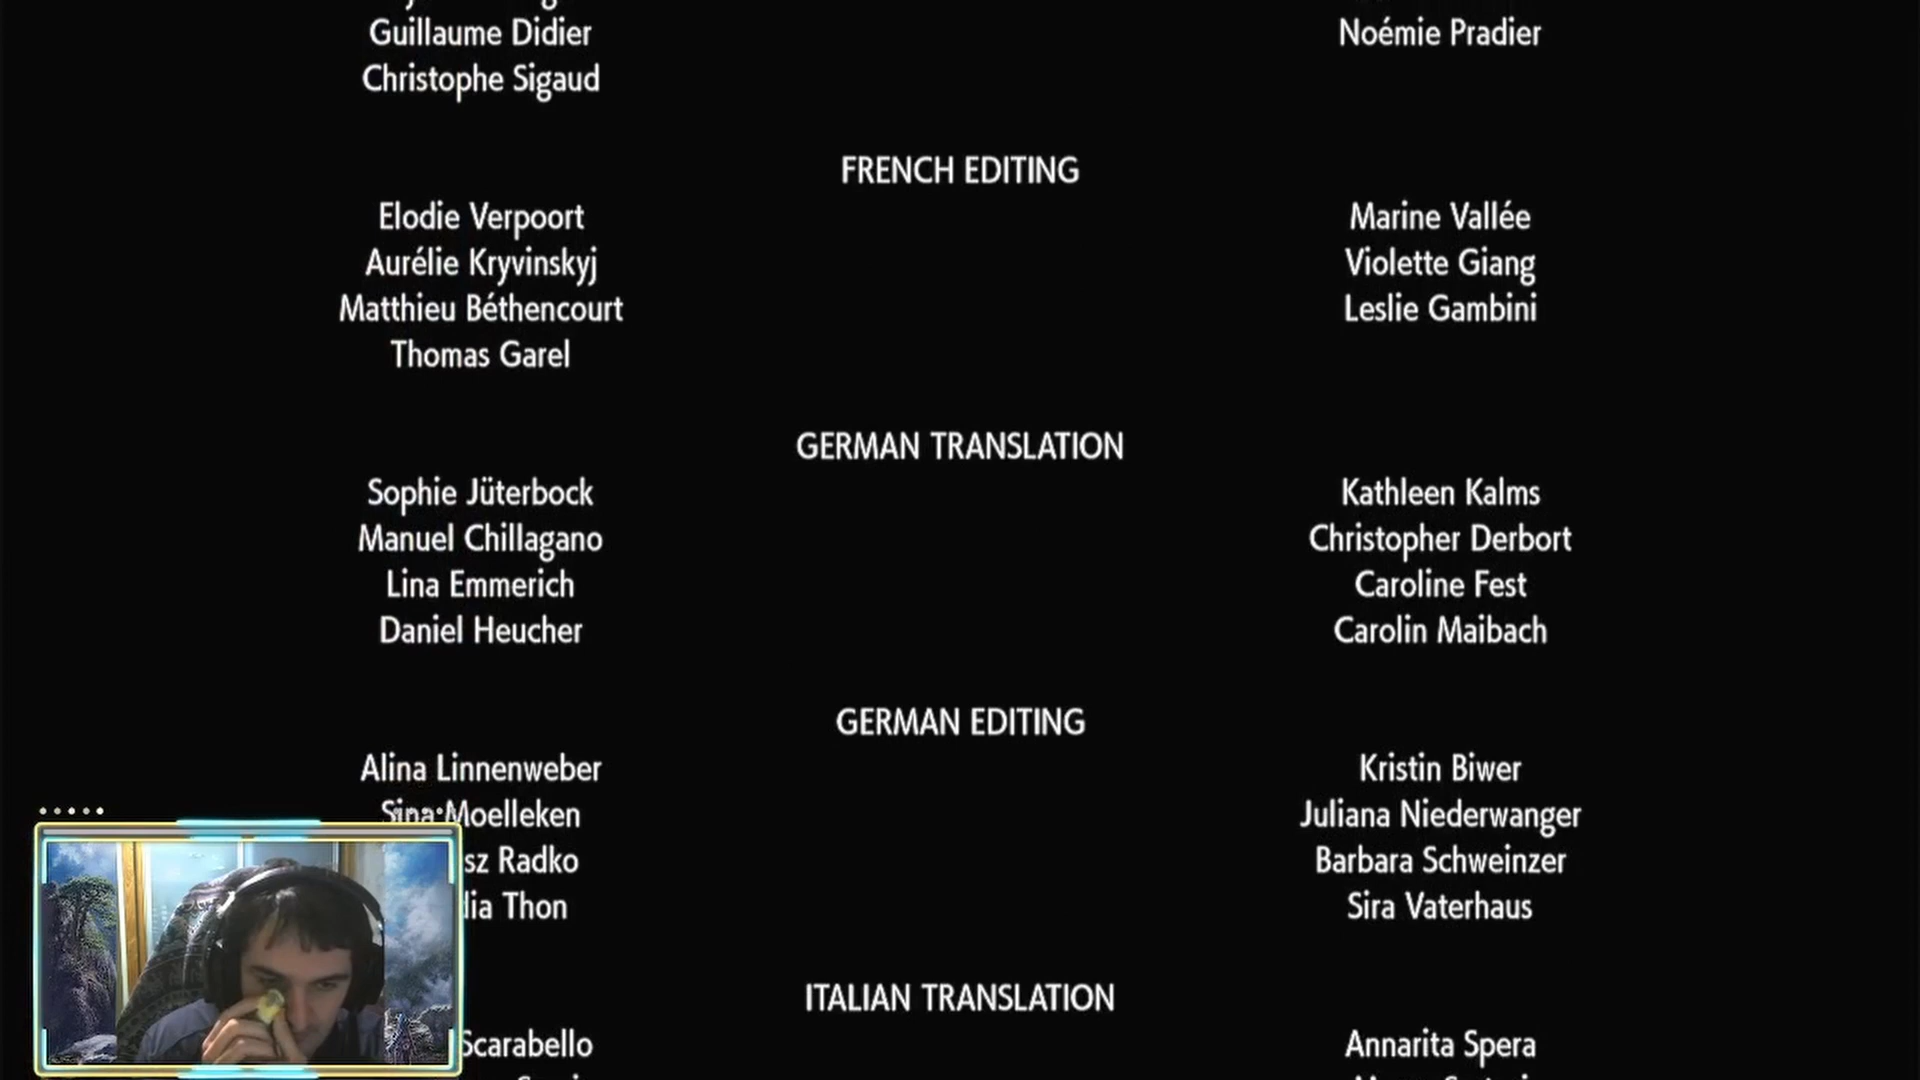 Guillaume Didier
Noémie Pradier
Christophe Sigaud
FRENCH EDITING
Elodie Verpoort
Marine Vallée
Aurélie Kryvinskyj
Violette Giang
Matthieu Béthencourt
Leslie Gambini
Thomas Garel
GERMAN TRANSLATION
Sophie Jüterbock
Kathleen Kalms
Manuel Chillagano
Christopher Derbort
Lina Emmerich
Caroline Fest
Daniel Heucher
Carolin Maibach
GERMAN EDITING
Alina Linnenweber
Kristin Biwer
Sina Moelleken
Juliana Niederwanger
Radko
Barbara Schweinzer
Thon
Sira Vaterhaus
ITALIAN TRANSLATION
Scarabello
Annarita Spera